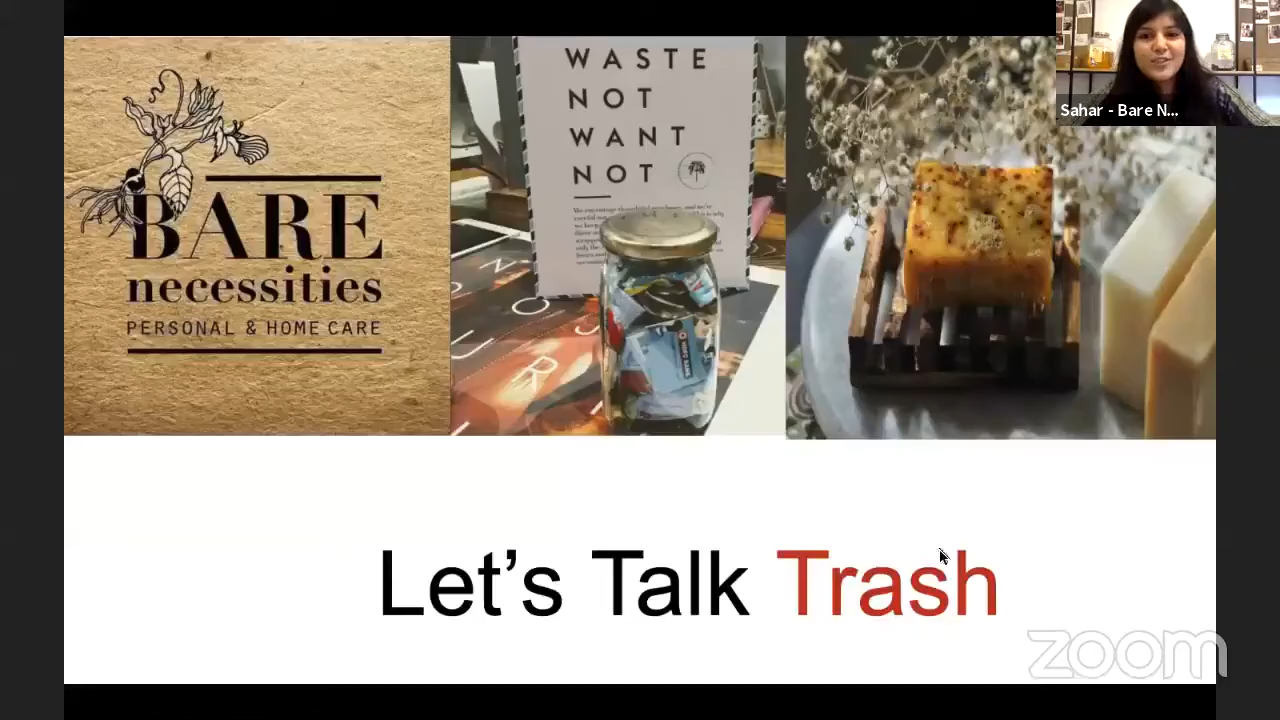 BARE
necessities
PERSONAL & HOME CARE
WASTE
NOT
WANT
NOT
Sahar - Bare N...
Let's Talk Trash
zoom